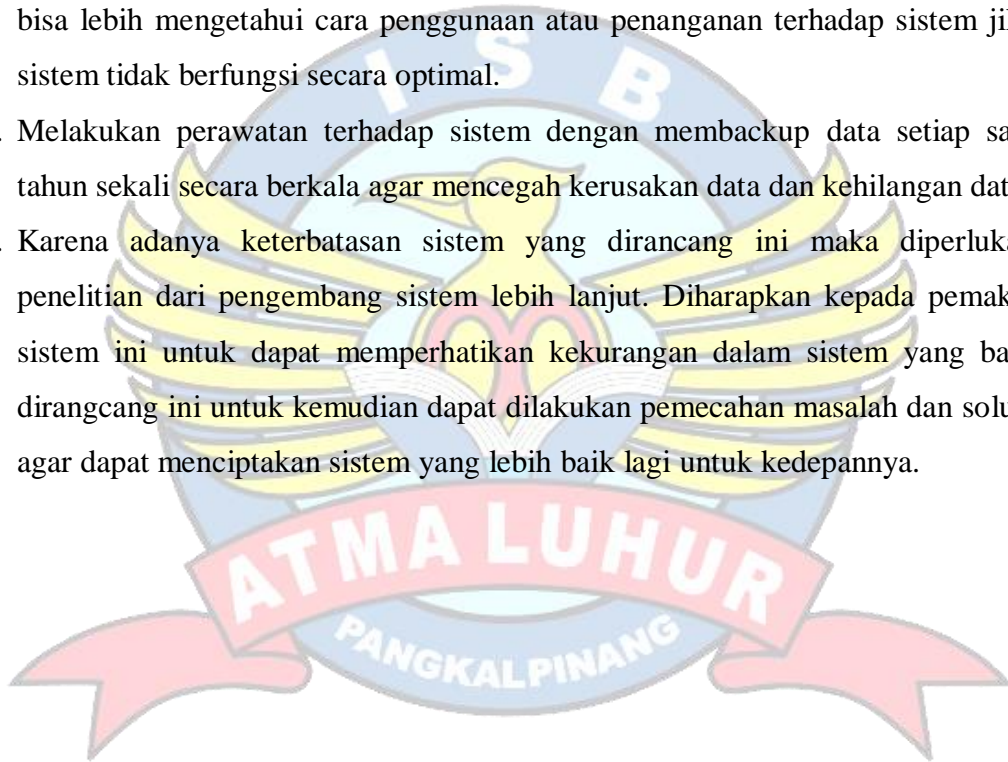 bisa lebih mengetahui cara penggunaan atau penanganan terhadap sistem ji
sistem tidak berfungsi secara optimal.
. Melakukan perawatan terhadap sistem dengan membackup data setiap sa
tahun sekali secara berkala agar mencegah kerusakan data dan kehilangan dat
. Karena adanya keterbatasan sistem yang dirancang ini maka diperluka
penelitian dari pengembang sistem lebih lanjut. Diharapkan kepada pemak
sistem ini untuk dapat memperhatikan kekurangan dalam sistem yang ba
dirangcang ini untuk kemudian dapat dilakukan pemecahan masalah dan solu
agar dapat menciptakan sistem yang lebih baik lagi untuk kedepannya.
I S B
ATMA LUHUR
PANGKALPINANG